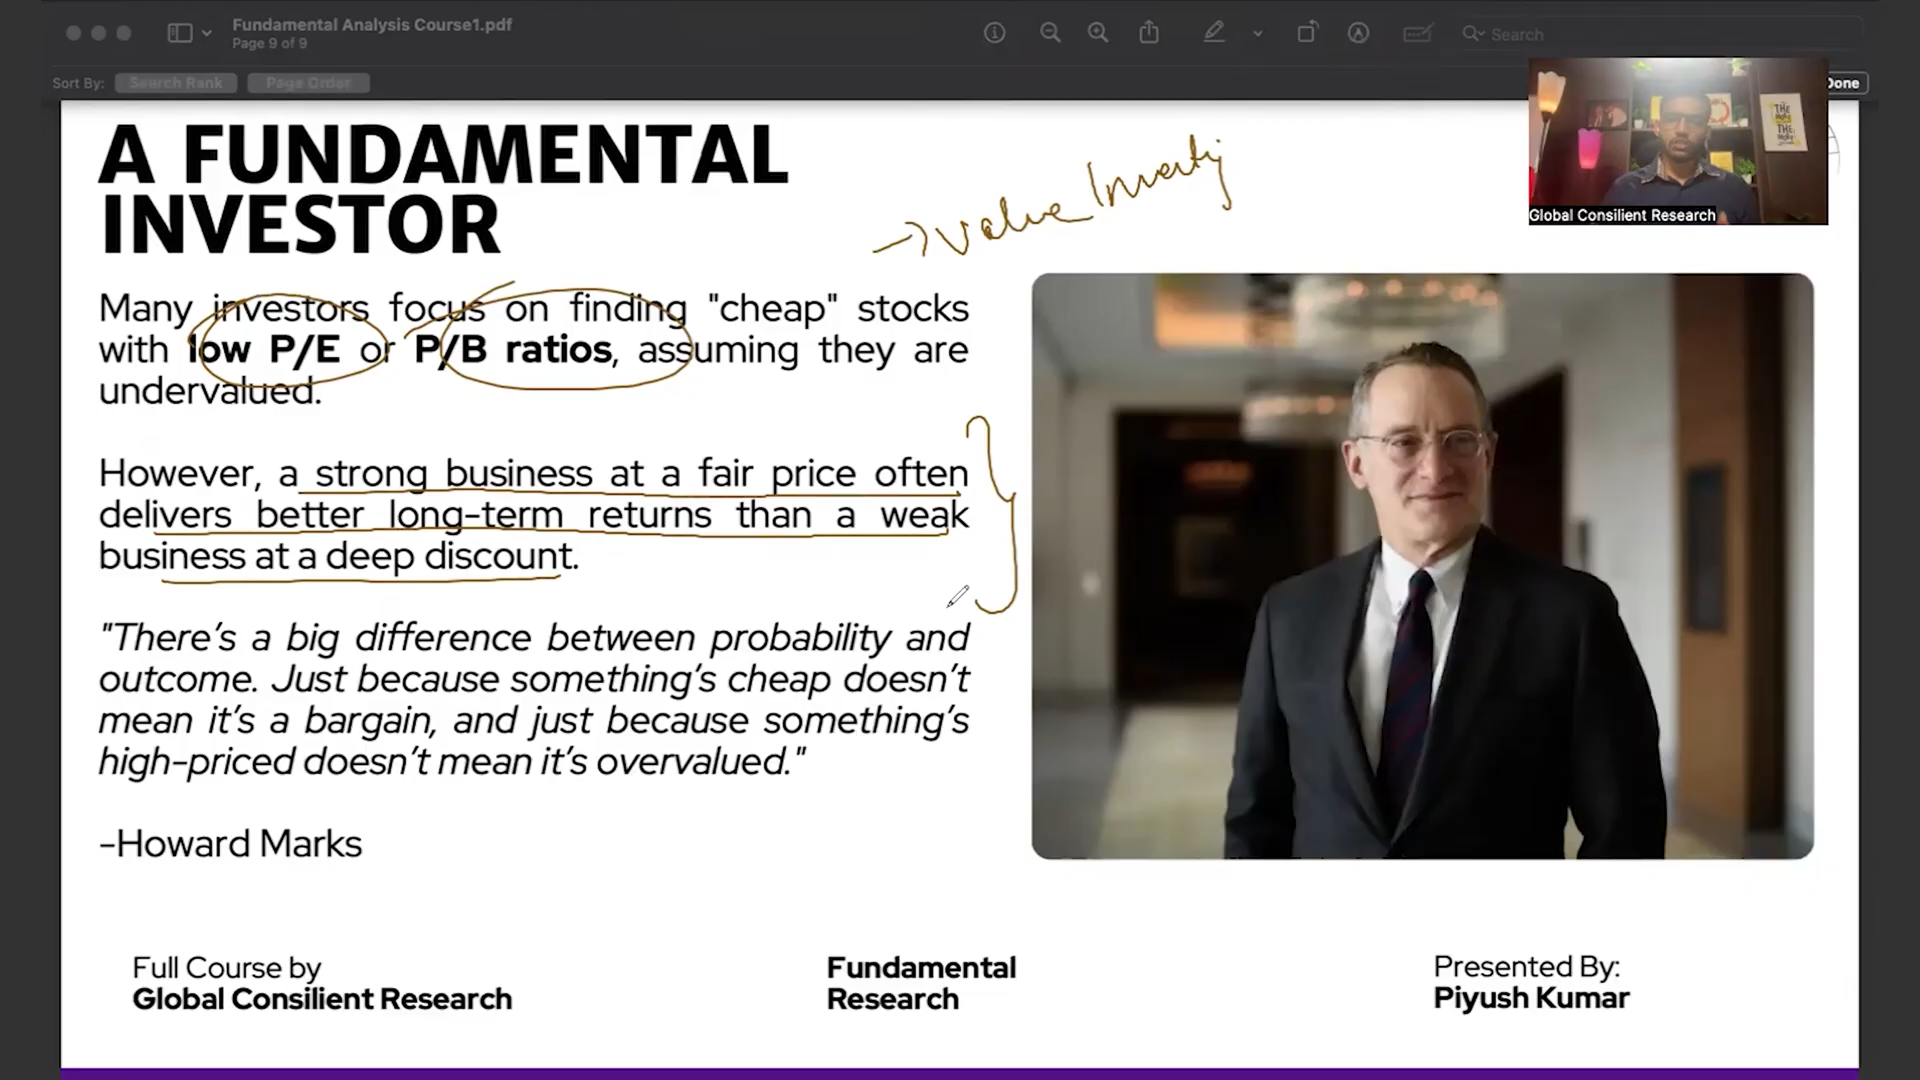 Fundamental Analysis Course1.pdf
Page 9 of 9
Search
Sort By:
Search Rank
Page Order
Done
THE
THE
Global Consilient Research
A FUNDAMENTAL
INVESTOR
→ Value Investing
Many investors focus on finding "cheap" stocks
with low P/E or P/B ratios, assuming they are
undervalued.
However, a strong business at a fair price often
delivers better long-term returns than a weak
business at a deep discount.
"There's a big difference between probability and
outcome. Just because something's cheap doesn't
mean it's a bargain, and just because something's
high-priced doesn't mean it's overvalued."
-Howard Marks
Full Course by
Global Consilient Research
Fundamental
Research
Presented By:
Piyush Kumar